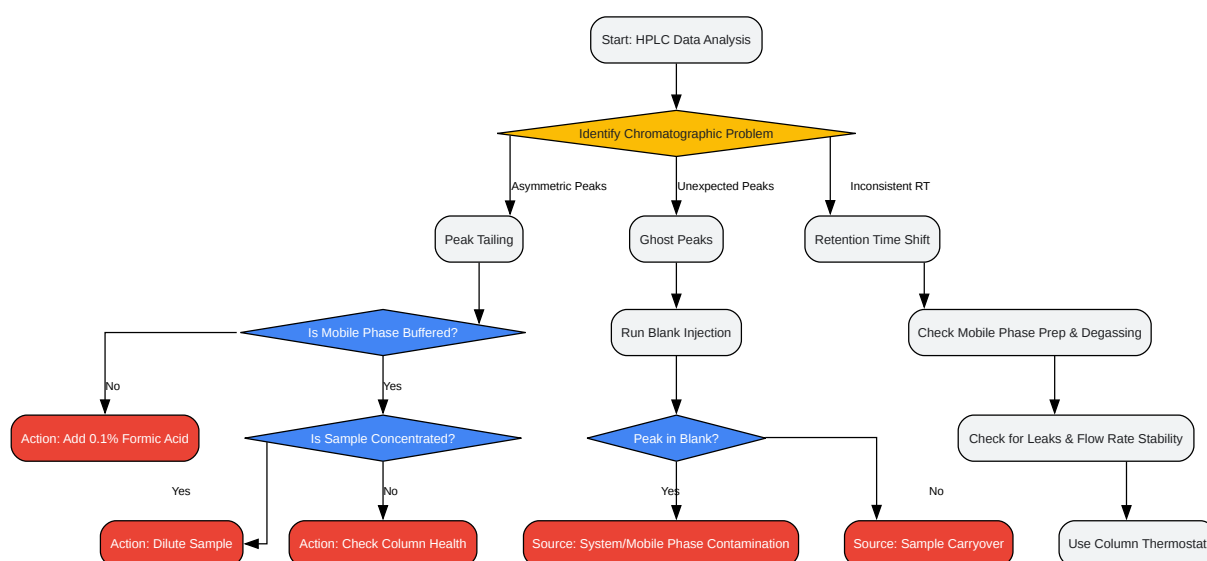 Start: HPLC Data Analysis
Identify Chromatographic Problem
Asymmetric Peaks
Unexpected Peaks
Inconsistent RT
Peak Tailing
Ghost Peaks
Retention Time Shift
Is Mobile Phase Buffered?
Run Blank Injection
Check Mobile Phase Prep & Degassing
No
Yes
Action: Add 0.1% Formic Acid
Is Sample Concentrated?
Peak in Blank?
Check for Leaks & Flow Rate Stability
Yes
No
Yes
No
Action: Dilute Sample
Action: Check Column Health
Source: System/Mobile Phase Contamination
Source: Sample Carryover
Use Column Thermostat